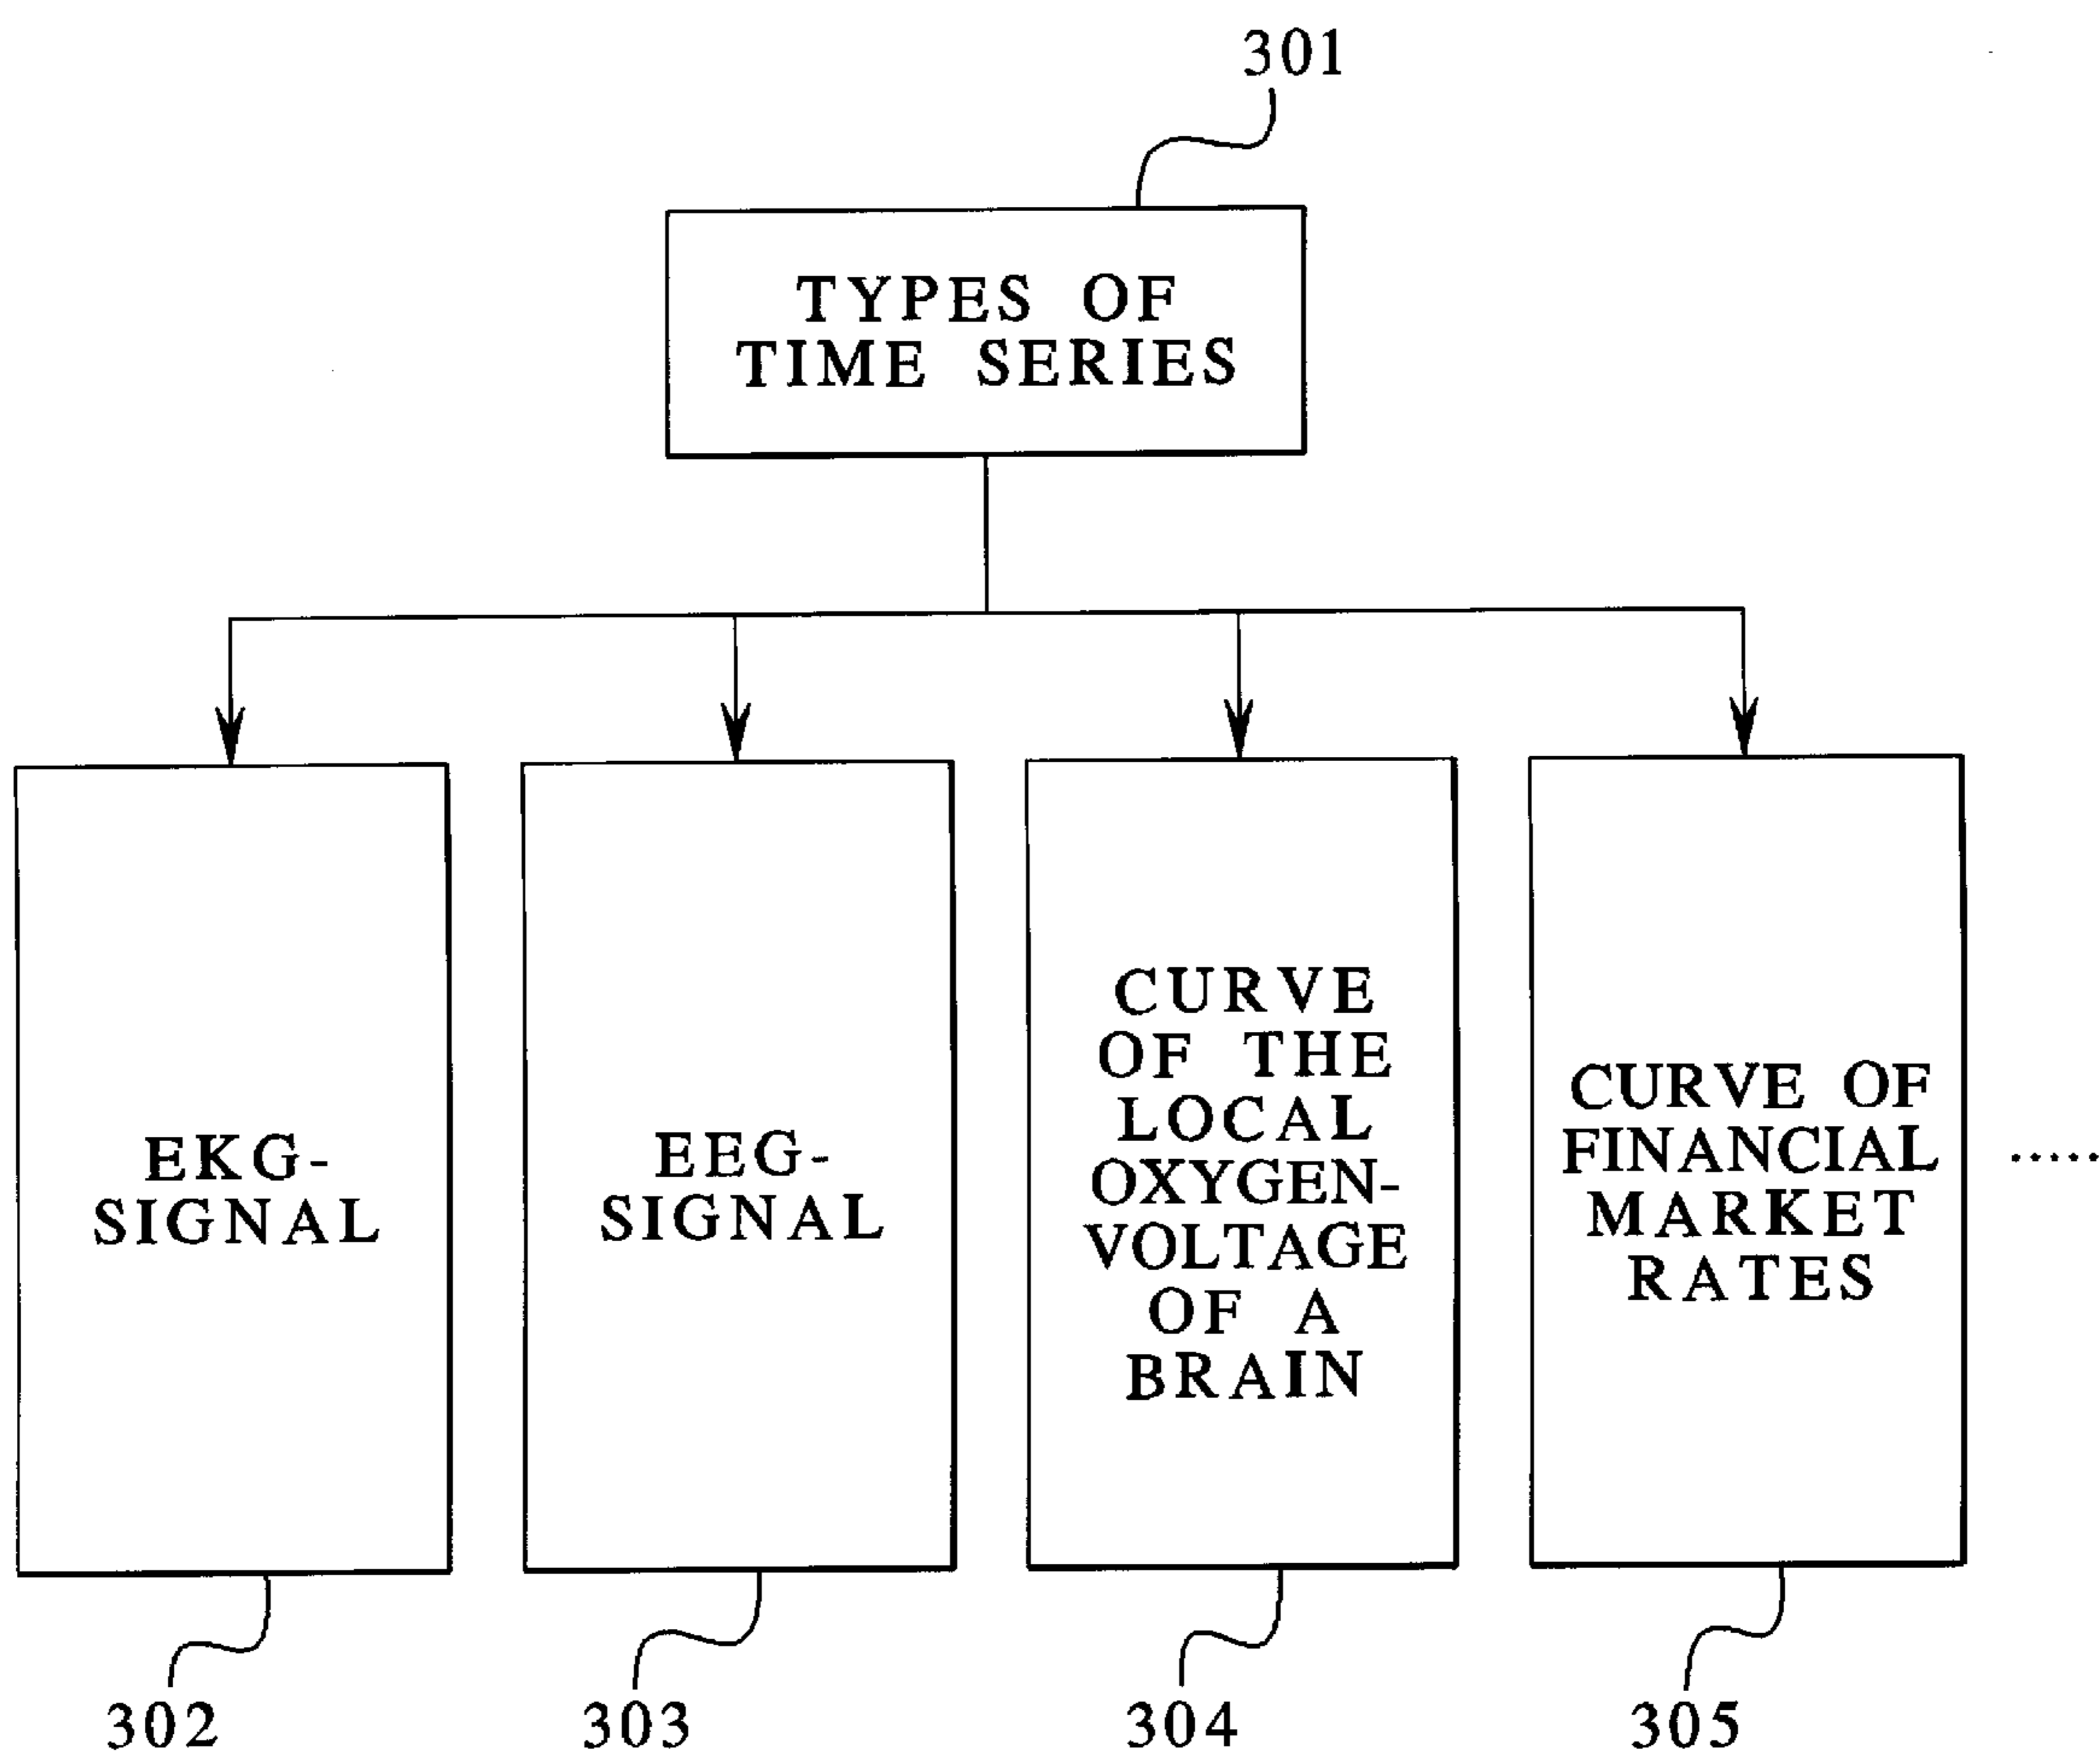 301
TYPES OF
TIME SERIES
EKG-
SIGNAL
EEG-
SIGNAL
CURVE
OF THE
LOCAL
OXYGEN-
VOLTAGE
OF A
BRAIN
CURVE OF
FINANCIAL
MARKET
RATES
.....
302
303
304
305